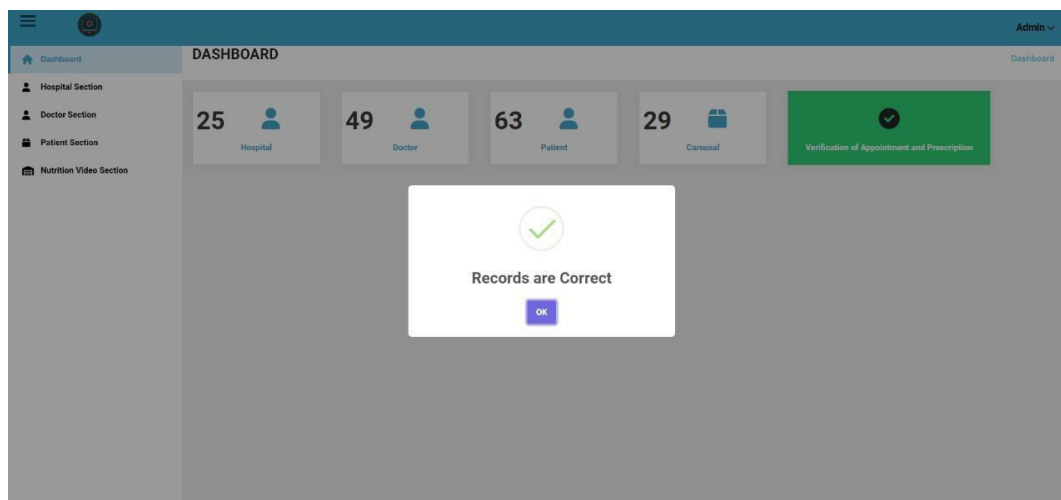 Admin
Dashboard
DASHBOARD
Dashboard
Hospital Section
Doctor Section
Patient Section
Nutrition Video Section
25
Hospital
49
Doctor
63
Patient
29
Carousal
Verification of Appointment and Prescription
Records are Correct
OK